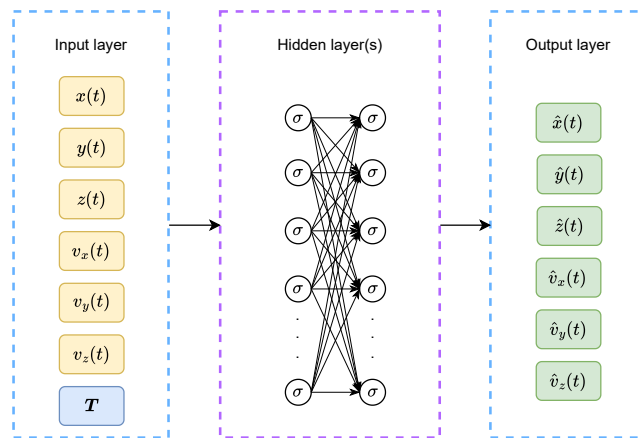 Input layer
x(t)
y(t)
z(t)
v_x(t)
v_y(t)
v_z(t)
T
Hidden layer(s)
σ σ
σ σ
σ σ
σ σ
. .
. .
. .
σ σ
Output layer
x̂(t)
ŷ(t)
ẑ(t)
v̂_x(t)
v̂_y(t)
v̂_z(t)